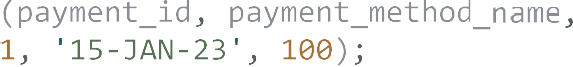 (payment_id, payment_method_name,
1, '15-JAN-23', 100);